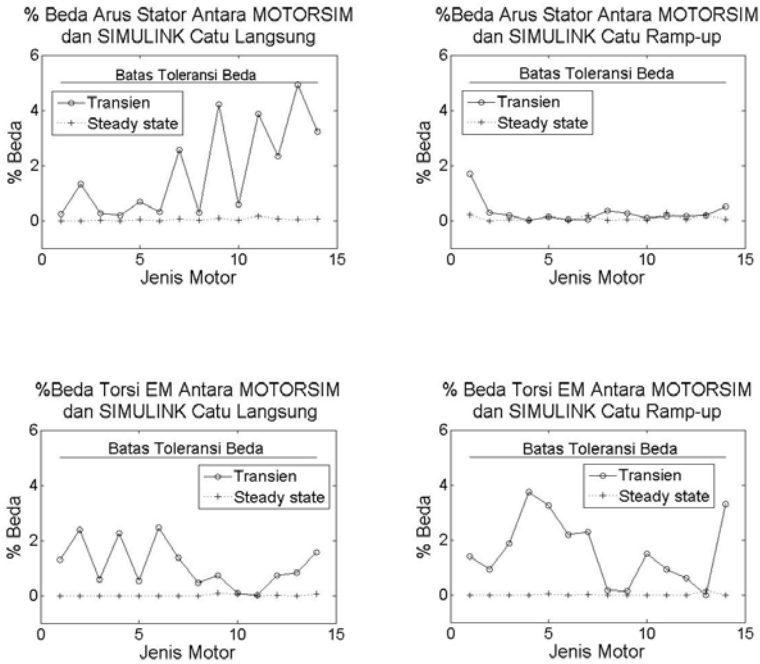 % Beda Arus Stator Antara MOTORSIM
dan SIMULINK Catu Langsung
6
4
2
0
% Beda
Batas Toleransi Beda
Transien
Steady state
0
5
10
15
Jenis Motor
%Beda Arus Stator Antara MOTORSIM
dan SIMULINK Catu Ramp-up
6
4
2
0
% Beda
Batas Toleransi Beda
Transien
Steady state
0
5
10
15
Jenis Motor
%Beda Torsi EM Antara MOTORSIM
dan SIMULINK Catu Langsung
6
4
2
0
% Beda
Batas Toleransi Beda
Transien
Steady state
0
5
10
15
Jenis Motor
% Beda Torsi EM Antara MOTORSIM
dan SIMULINK Catu Ramp-up
6
4
2
0
% Beda
Batas Toleransi Beda
Transien
Steady state
0
5
10
15
Jenis Motor